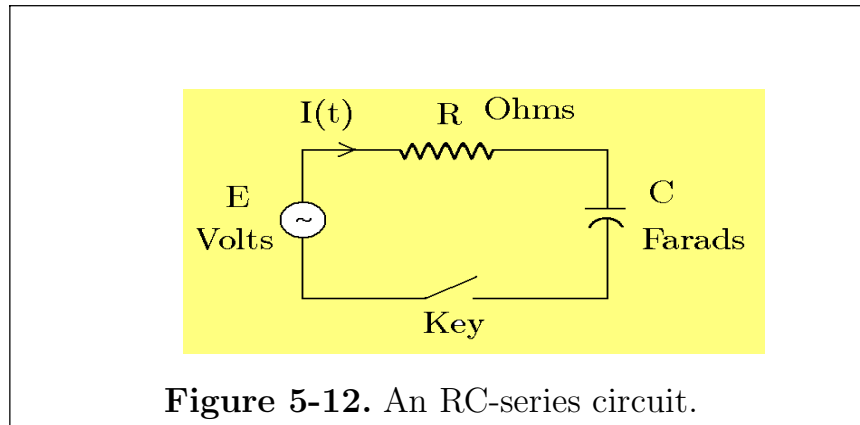 I(t) R Ohms
E
Volts
~
C
Farads
Key
Figure 5-12. An RC-series circuit.